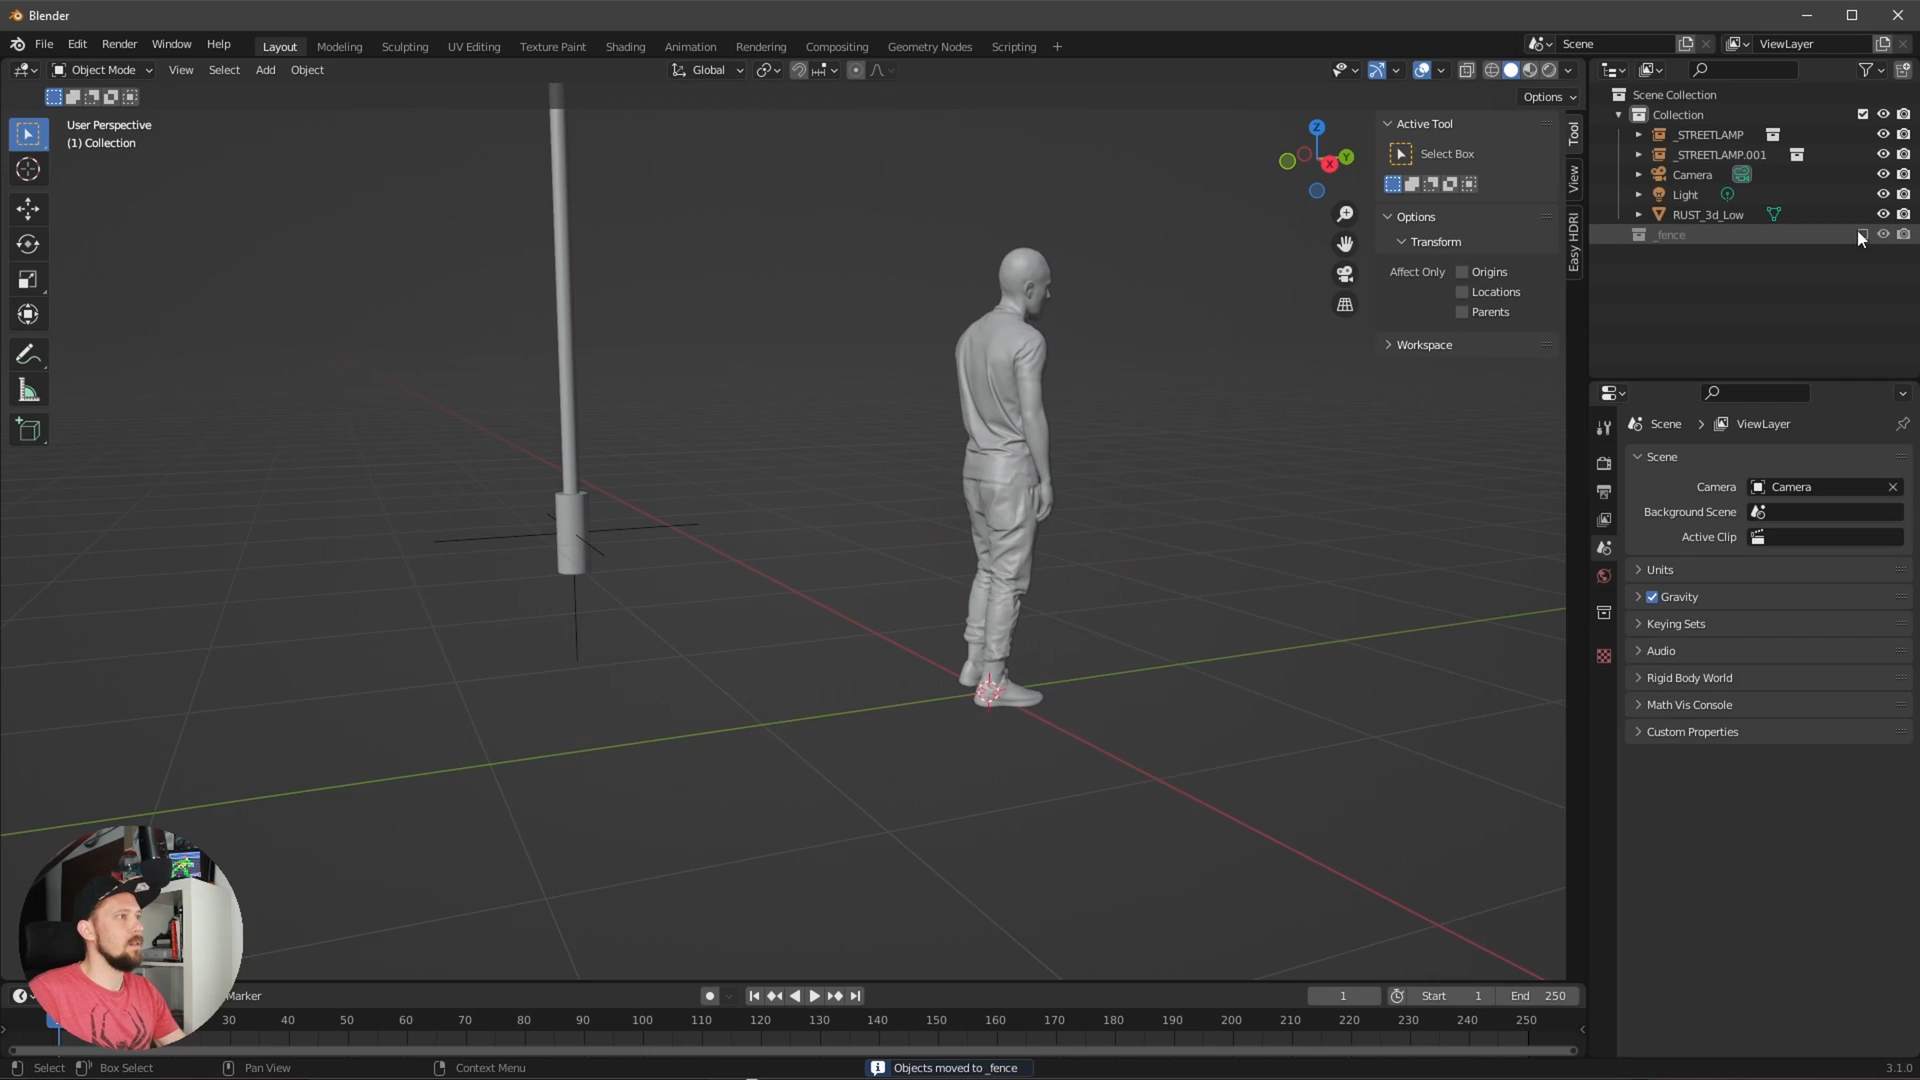 Blender
File Edit Render Window Help
Layout Modeling Sculpting UV Editing Texture Paint Shading Animation Rendering Compositing Geometry Nodes Scripting +
Scene
ViewLayer
Object Mode View Select Add Object
Global
Options
User Perspective
(1) Collection
Z
Y
X
Active Tool
Select Box
Options
Transform
Affect Only Origins
Locations
Parents
Workspace
Tool
View
Easy HDRI
Scene Collection
Collection
_STREETLAMP
_STREETLAMP.001
Camera
Light
RUST_3d_Low
_fence
Scene > ViewLayer
Scene
Camera Camera
Background Scene
Active Clip
Units
Gravity
Keying Sets
Audio
Rigid Body World
Math Vis Console
Custom Properties
Marker
1
Start 1
End 250
30 40 50 60 70 80 90 100 110 120 130 140 150 160 170 180 190 200 210 220 230 240 250
Select
Box Select
Pan View
Context Menu
Objects moved to _fence
3.1.0